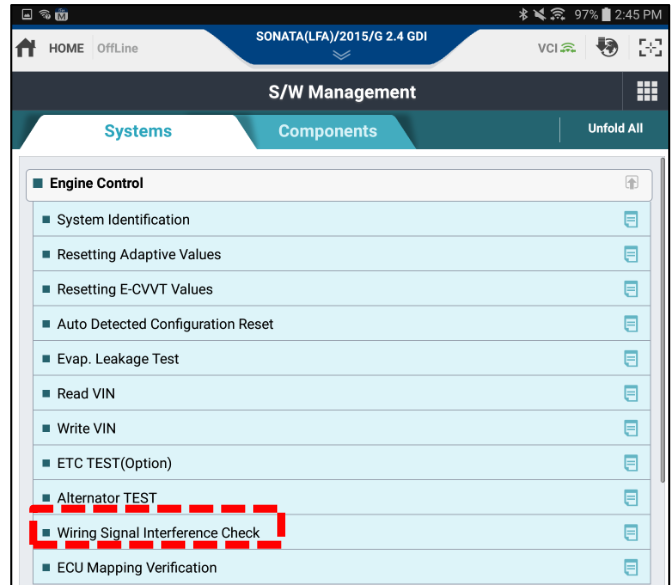 97% 2:45 PM
HOME OffLine
SONATA(LFA)/2015/G 2.4 GDI
VCI
S/W Management
Systems
Components
Unfold All
Engine Control
System Identification
Resetting Adaptive Values
Resetting E-CVVT Values
Auto Detected Configuration Reset
Evap. Leakage Test
Read VIN
Write VIN
ETC TEST(Option)
Alternator TEST
Wiring Signal Interference Check
ECU Mapping Verification